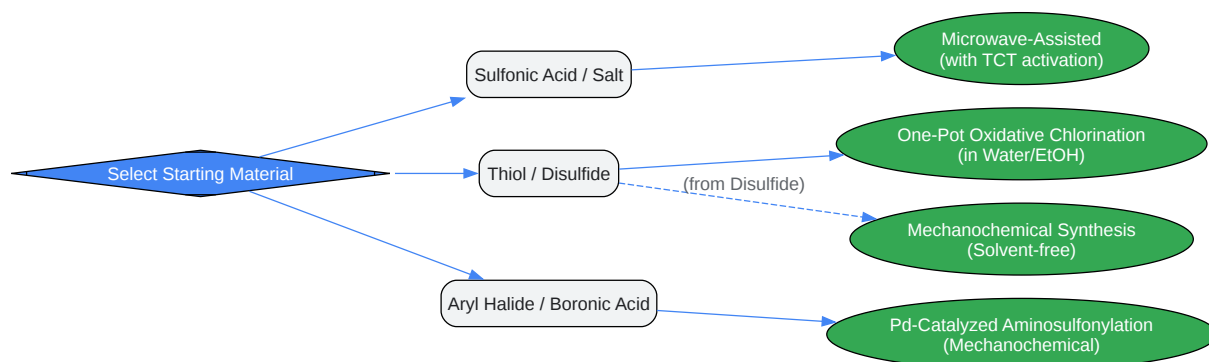 Select Starting Material
Sulfonic Acid / Salt
Microwave-Assisted
(with TCT activation)
Thiol / Disulfide
One-Pot Oxidative Chlorination
(in Water/EtOH)
(from Disulfide)
Mechanochemical Synthesis
(Solvent-free)
Aryl Halide / Boronic Acid
Pd-Catalyzed Aminosulfonylation
(Mechanochemical)